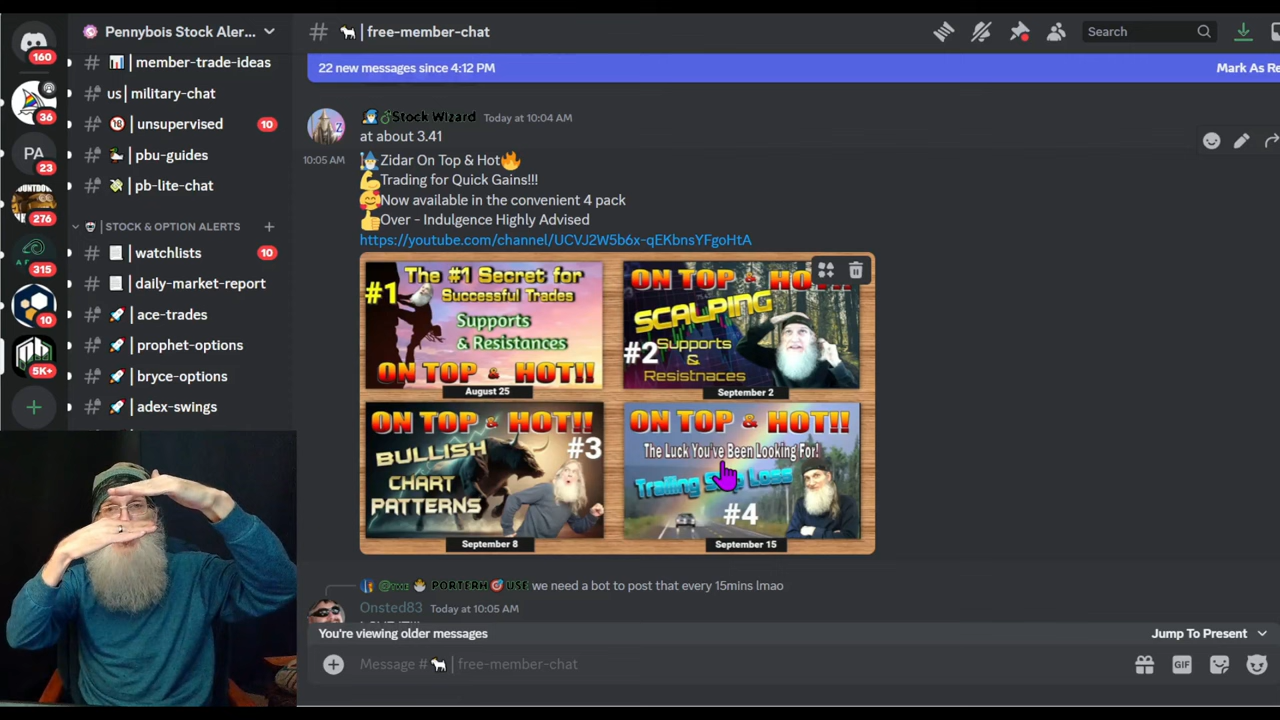 160
36
PA
23
276
315
10
5K+
Pennybois Stock Aler...
member-trade-ideas
us | military-chat
unsupervised
10
pbu-guides
pb-lite-chat
STOCK & OPTION ALERTS
watchlists
10
daily-market-report
ace-trades
prophet-options
bryce-options
adex-swings
free-member-chat
Search
22 new messages since 4:12 PM
Mark As Re
Stock Wizard Today at 10:04 AM
at about 3.41
10:05 AM
Zidar On Top & Hot
Trading for Quick Gains!!!
Now available in the convenient 4 pack
Over - Indulgence Highly Advised
https://youtube.com/channel/UCVJ2W5b6x-qEKbnsYFgoHtA
The #1 Secret for
#1
Successful Trades
Supports
& Resistances
ON TOP & HOT!!
August 25
ON TOP & HO
SCALPING
#2
Supports
&
Resistnaces
September 2
ON TOP & HOT!!
BULLISH
#3
CHART
PATTERNS
September 8
ON TOP & HOT!!
The Luck You've Been Looking For!
Trailing Loss
#4
September 15
PORTERH USE we need a bot to post that every 15mins lmao
Onsted83 Today at 10:05 AM
You're viewing older messages
Jump To Present
Message # | free-member-chat
GIF